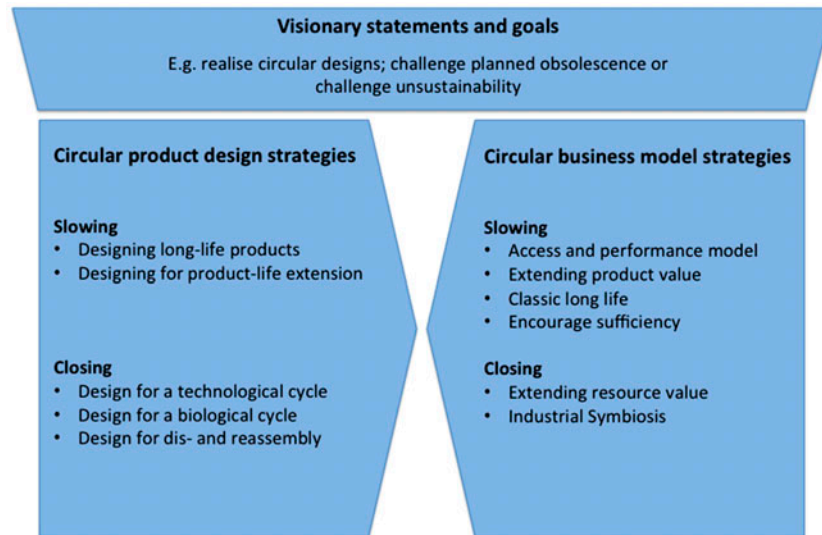 Visionary statements and goals
E.g. realise circular designs; challenge planned obsolescence or
challenge unsustainability
Circular product design strategies
Slowing
• Designing long-life products
• Designing for product-life extension
Closing
• Design for a technological cycle
• Design for a biological cycle
• Design for dis- and reassembly
Circular business model strategies
Slowing
• Access and performance model
• Extending product value
• Classic long life
• Encourage sufficiency
Closing
• Extending resource value
• Industrial Symbiosis